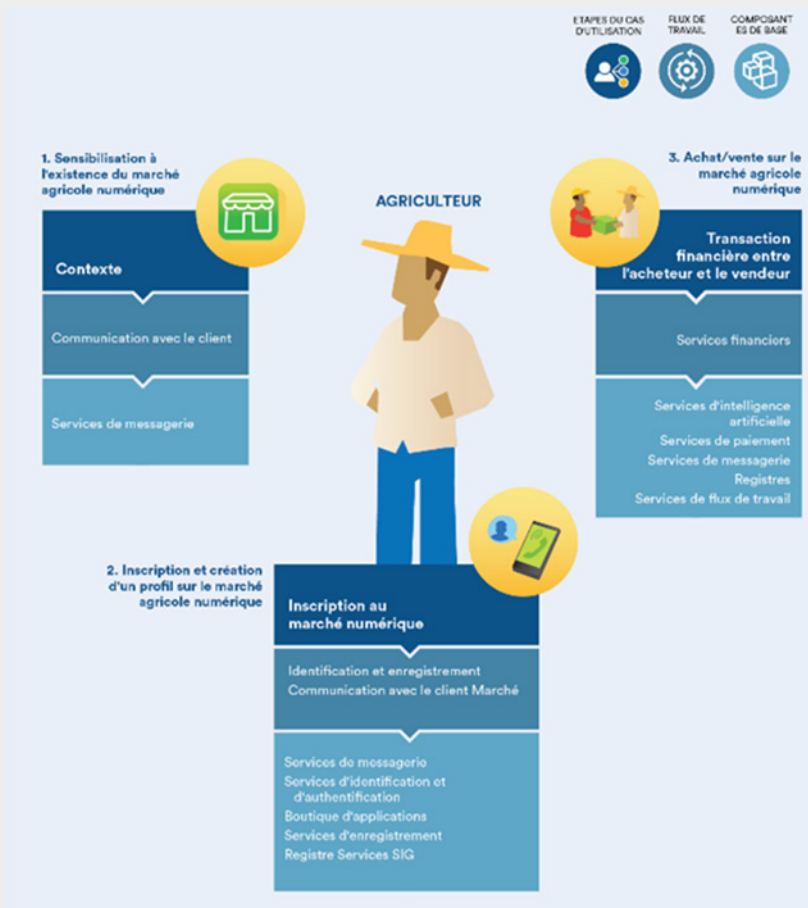 ETAPES DU CAS
D'UTILISATION
FLUX DE
TRAVAIL
COMPOSANT
ES DE BASE
1. Sensibilisation à
l'existence du marché
agricole numérique
Contexte
Communication avec le client
Services de messagerie
AGRICULTEUR
3. Achat/vente sur le
marché agricole
numérique
Transaction
financière entre
l'acheteur et le vendeur
Services financiers
Services d'intelligence
artificielle
Services de paiement
Services de messagerie
Registres
Services de flux de travail
2. Inscription et création
d'un profil sur le marché
agricole numérique
Inscription au
marché numérique
Identification et enregistrement
Communication avec le client Marché
Services de messagerie
Services d'identification et
d'authentification
Boutique d'applications
Services d'enregistrement
Registre Services SIG